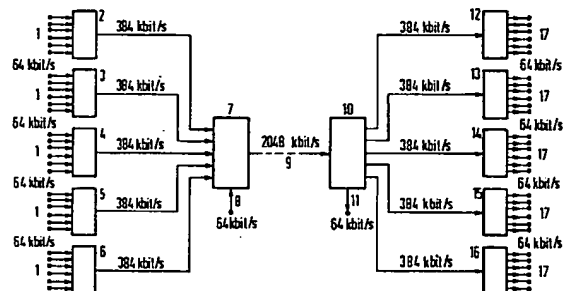 2 384 kbit/s 384 kbit/s 12
1 17
64 kbit/s 64 kbit/s
3 384 kbit/s 384 kbit/s 13
1 17
64 kbit/s 7 10 64 kbit/s
4 384 kbit/s 2048 kbit/s 384 kbit/s 14
1 9 17
64 kbit/s 64 kbit/s
5 384 kbit/s 8 11 384 kbit/s 15
1 64 kbit/s 64 kbit/s 17
64 kbit/s 64 kbit/s
6 384 kbit/s 384 kbit/s 16
1 17